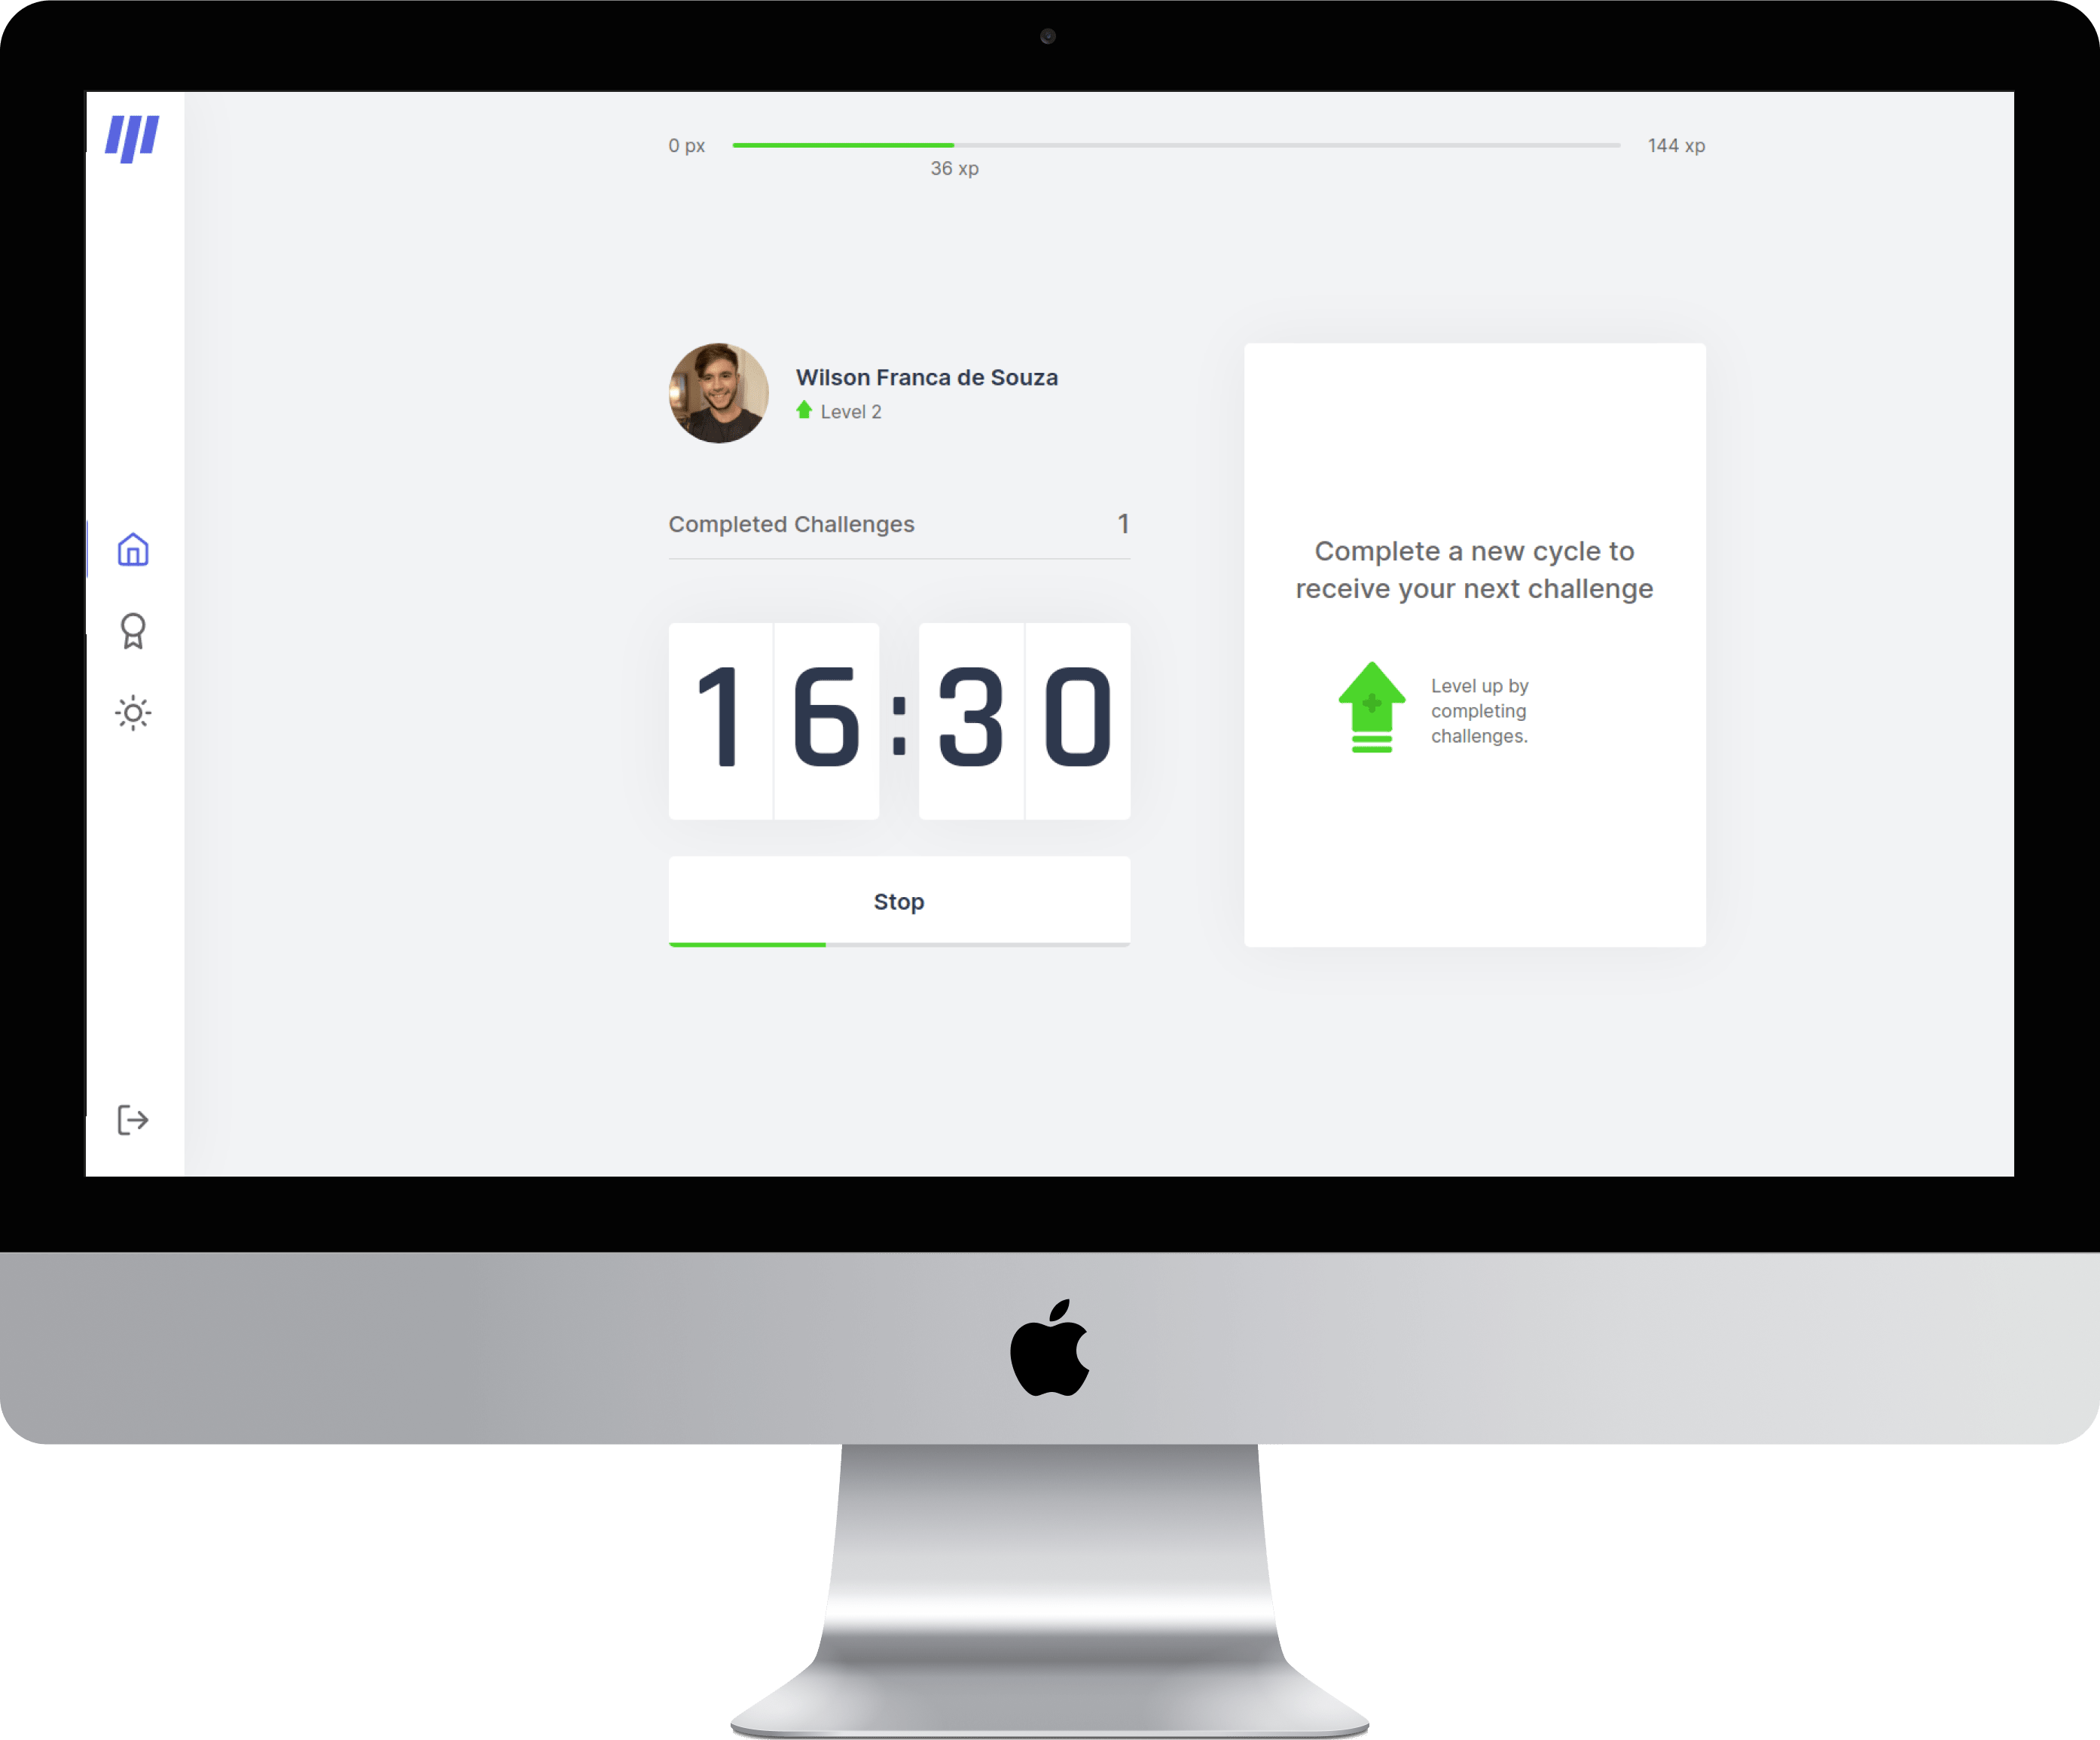 0 px
144 xp
36 xp
Wilson Franca de Souza
Level 2
Completed Challenges 1
16:30
Stop
Complete a new cycle to
receive your next challenge
Level up by
completing
challenges.